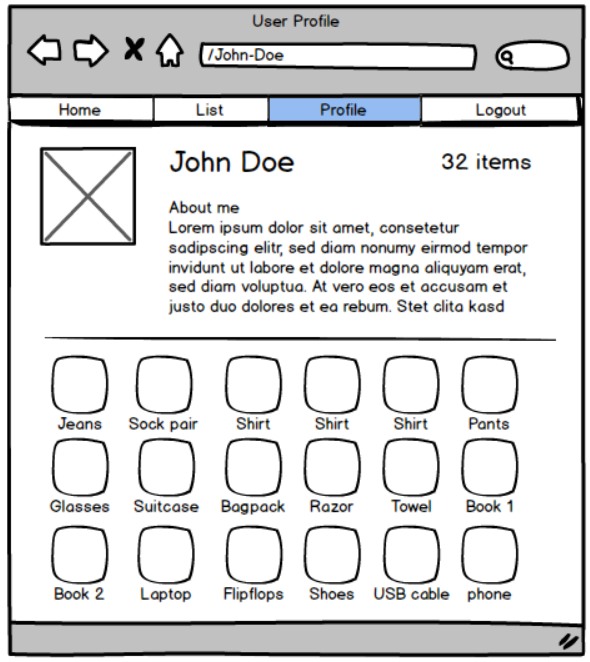 User Profile
/John-Doe
Home List Profile Logout
John Doe 32 items
About me
Lorem ipsum dolor sit amet, consetetur
sadipscing elitr, sed diam nonumy eirmod tempor
invidunt ut labore et dolore magna aliquyam erat,
sed diam voluptua. At vero eos et accusam et
justo duo dolores et ea rebum. Stet clita kasd
Jeans Sock pair Shirt Shirt Shirt Pants
Glasses Suitcase Bagpack Razor Towel Book 1
Book 2 Laptop Flipflops Shoes USB cable phone